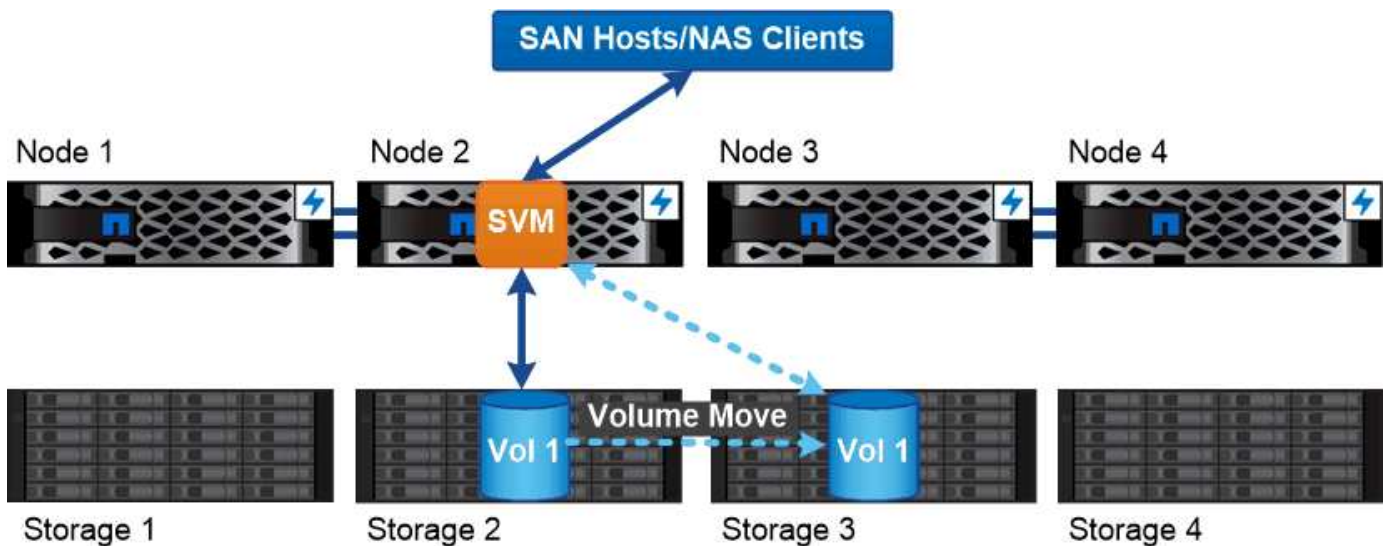 SAN Hosts/NAS Clients
Node 1
Node 2
Node 3
Node 4
SVM
Volume Move
Vol 1
Vol 1
Storage 1
Storage 2
Storage 3
Storage 4